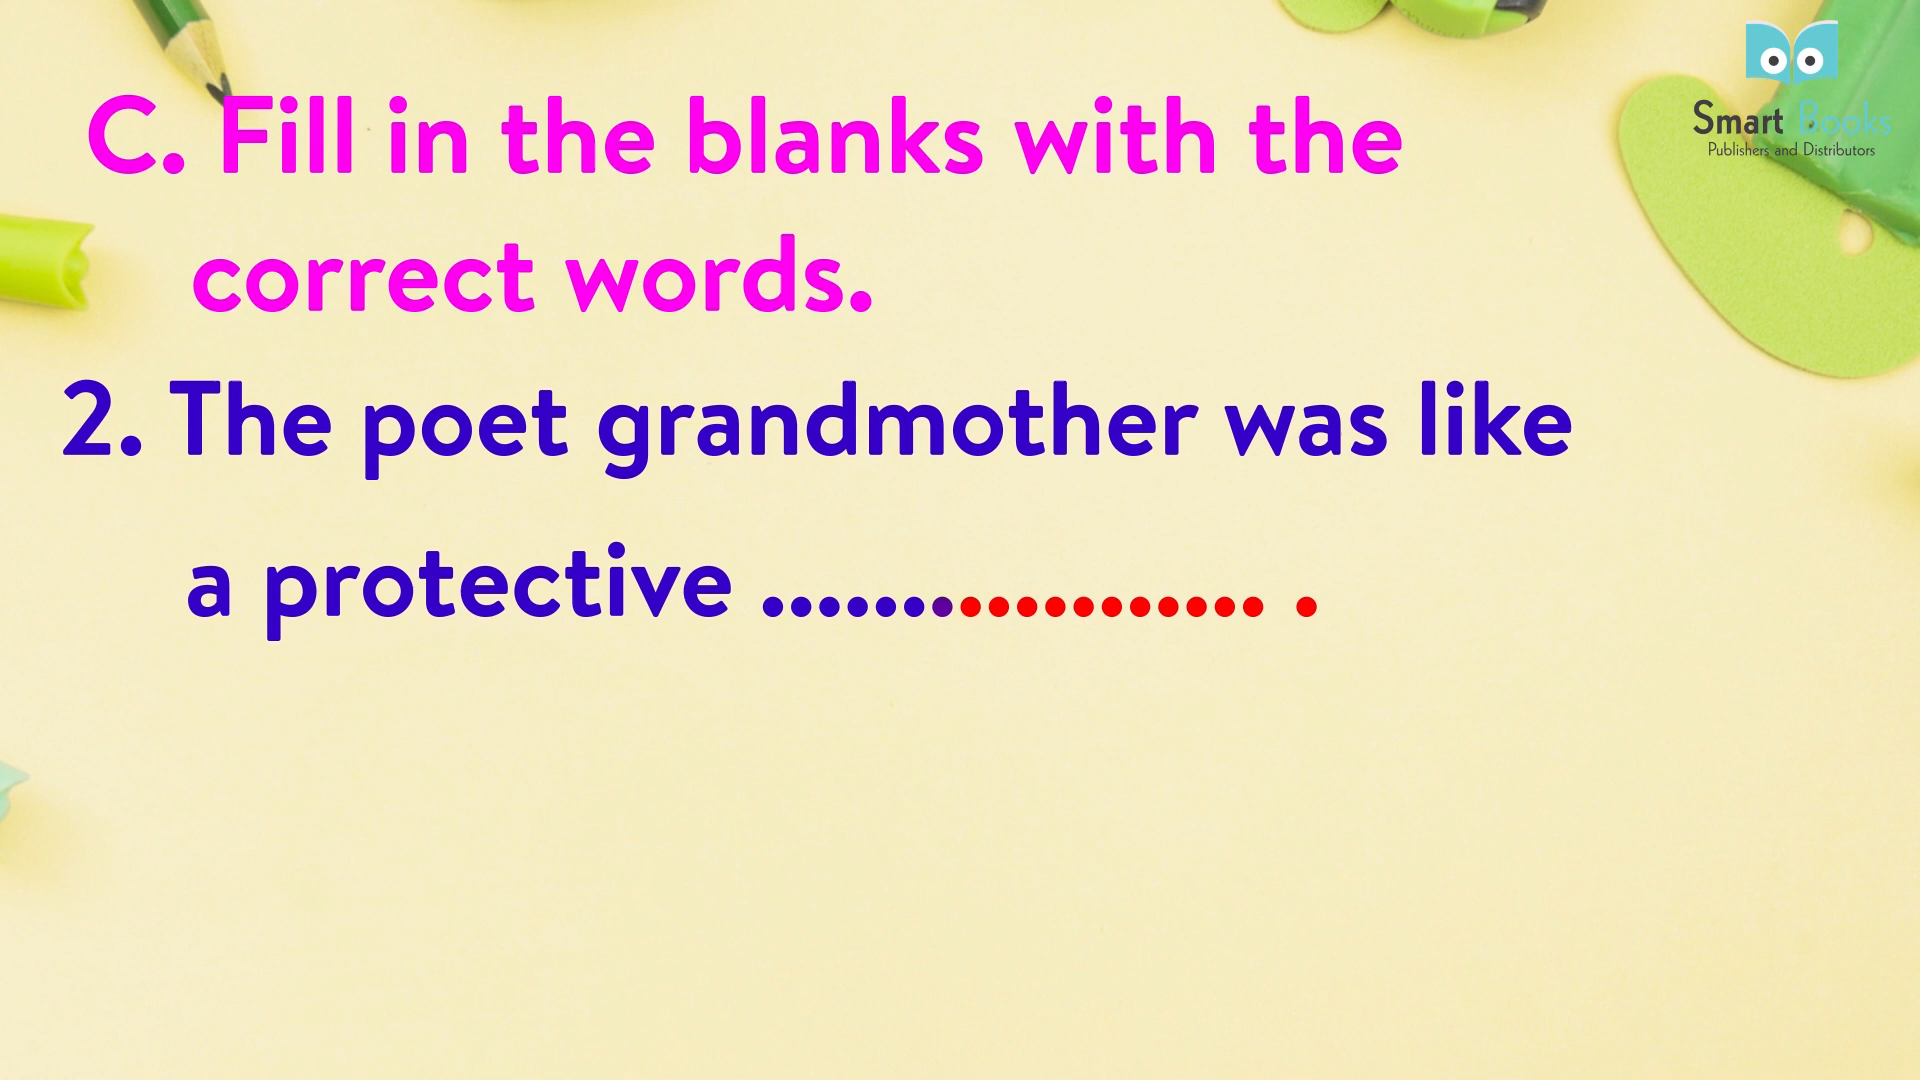 Smart Books
Publishers and Distributors
C. Fill in the blanks with the
correct words.
2. The poet grandmother was like
a protective .................. .